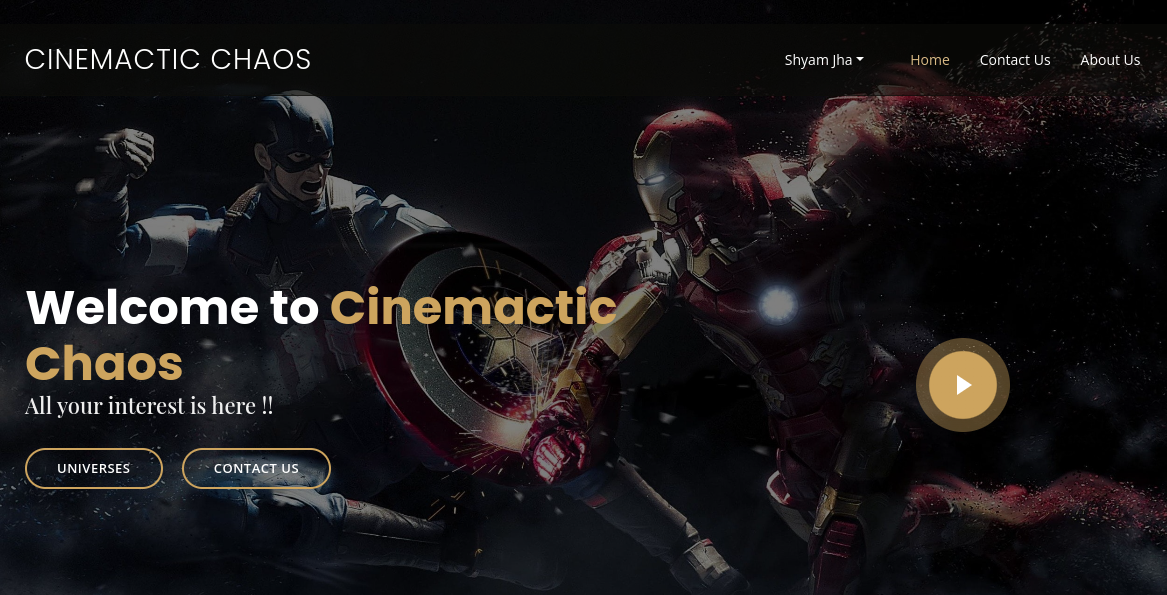 CINEMACTIC CHAOS
Shyam Jha Home Contact Us About Us
Welcome to Cinemactic
Chaos
All your interest is here !!
UNIVERSES CONTACT US